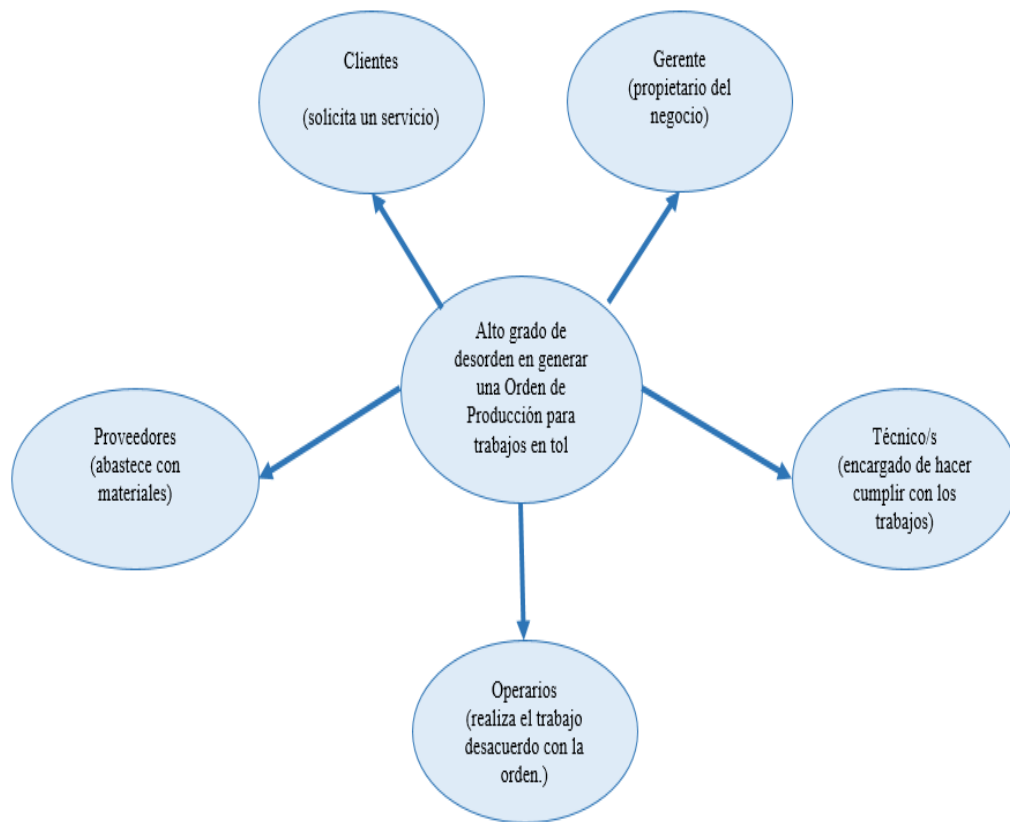 Clientes
(solicita un servicio)
Gerente
(propietario del
negocio)
Alto grado de
desorden en generar
una Orden de
Producción para
trabajos en tol
Proveedores
(abastece con
materiales)
Técnico/s
(encargado de hacer
cumplir con los
trabajos)
Operarios
(realiza el trabajo
desacuerdo con la
orden.)